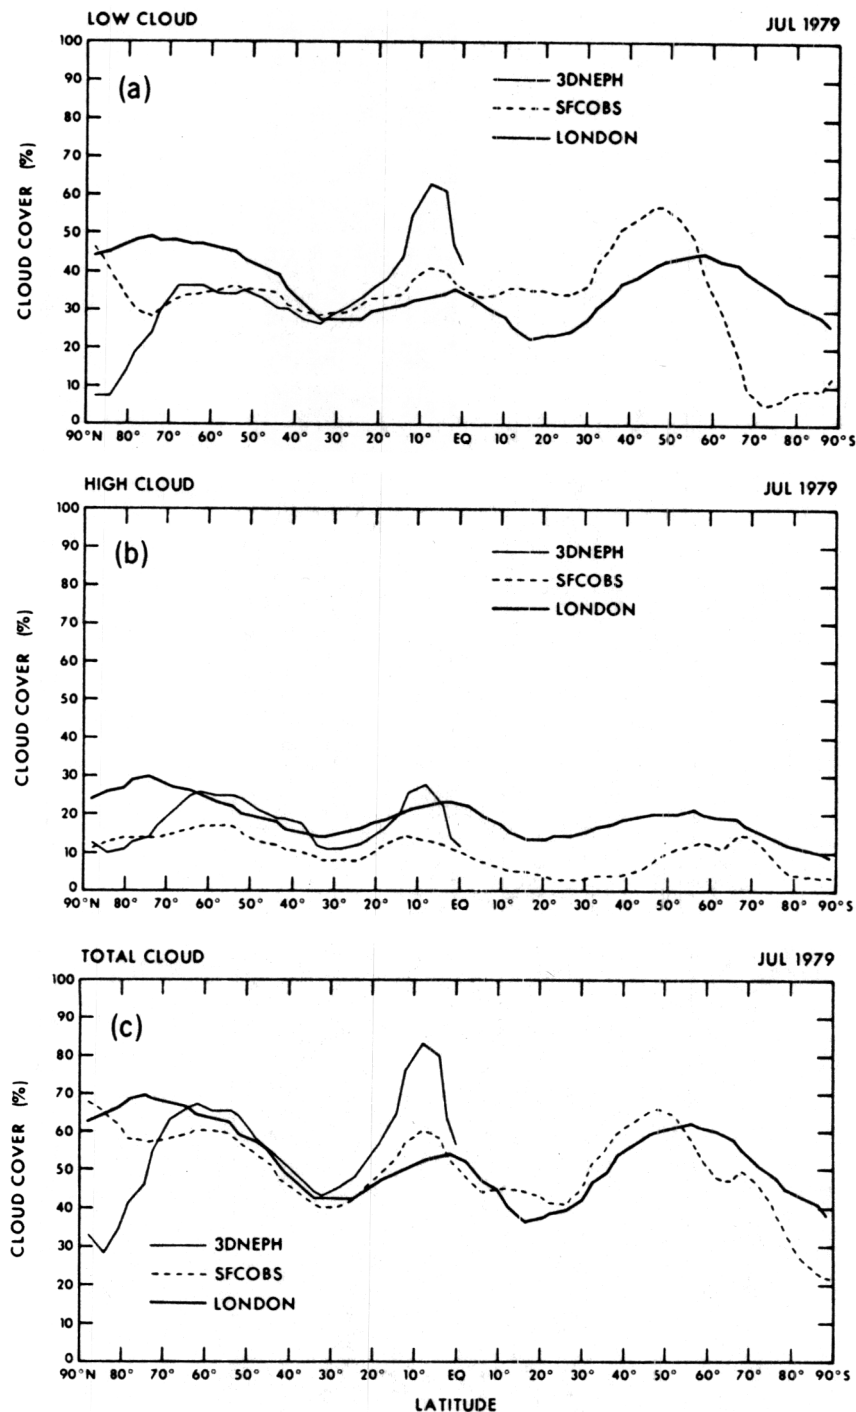 LOW CLOUD JUL 1979
100
90
(a)
3DNEPH
80
SFCOBS
70
LONDON
60
50
40
30
20
10
0
CLOUD COVER (%)
90°N 80° 70° 60° 50° 40° 30° 20° 10° EQ 10° 20° 30° 40° 50° 60° 70° 80° 90°S
HIGH CLOUD JUL 1979
100
90
(b)
3DNEPH
80
SFCOBS
70
LONDON
60
50
40
30
20
10
0
CLOUD COVER (%)
90°N 80° 70° 60° 50° 40° 30° 20° 10° EQ 10° 20° 30° 40° 50° 60° 70° 80° 90°S
TOTAL CLOUD JUL 1979
100
90
(c)
80
70
60
50
40
30
3DNEPH
20
SFCOBS
10
LONDON
0
CLOUD COVER (%)
90°N 80° 70° 60° 50° 40° 30° 20° 10° EQ 10° 20° 30° 40° 50° 60° 70° 80° 90°S
LATITUDE